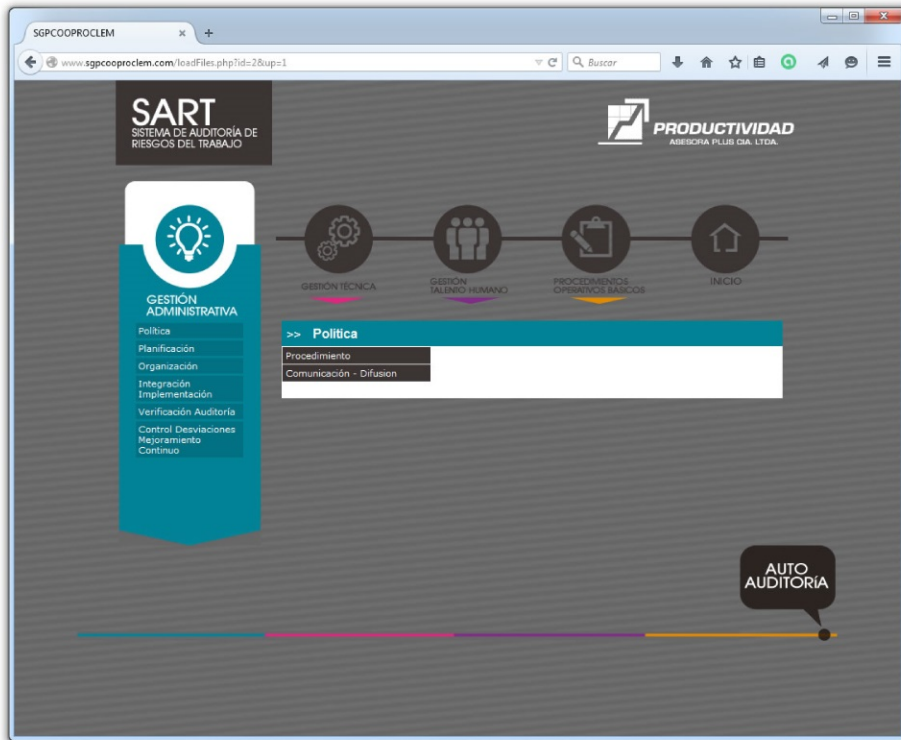 SGPCOOPROCLEM
www.sgpcooproclem.com/loadFiles.php?id=2&up=1
Buscar
SART
SISTEMA DE AUDITORÍA DE
RIESGOS DEL TRABAJO
PRODUCTIVIDAD
ASESORA PLUS CIA. LTDA.
GESTIÓN TÉCNICA
GESTIÓN
TALENTO HUMANO
PROCEDIMIENTOS
OPERATIVOS BÁSICOS
INICIO
GESTIÓN
ADMINISTRATIVA
Política
Planificación
Organización
Integración
Implementación
Verificación Auditoría
Control Desviaciones
Mejoramiento
Continuo
>> Política
Procedimiento
Comunicación - Difusion
AUTO
AUDITORÍA